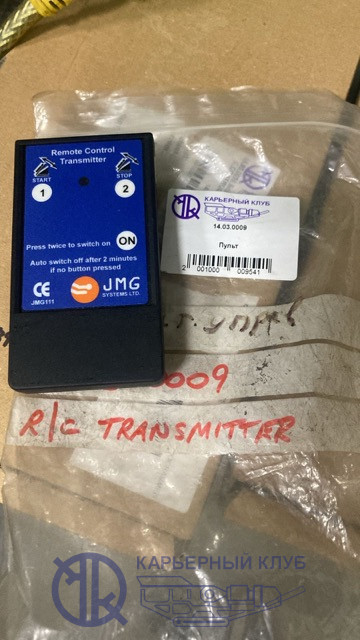 Remote Control
Transmitter
START
STOP
1
2
Press twice to switch on
ON
Auto switch off after 2 minutes
if no button pressed
CE
JMG111
JMG
SYSTEMS LTD.
КАРЬЕРНЫЙ КЛУБ
14.03.0009
Пульт
2 001000 009541
0009
R/C TRANSMITTER
КАРЬЕРНЫЙ КЛУБ